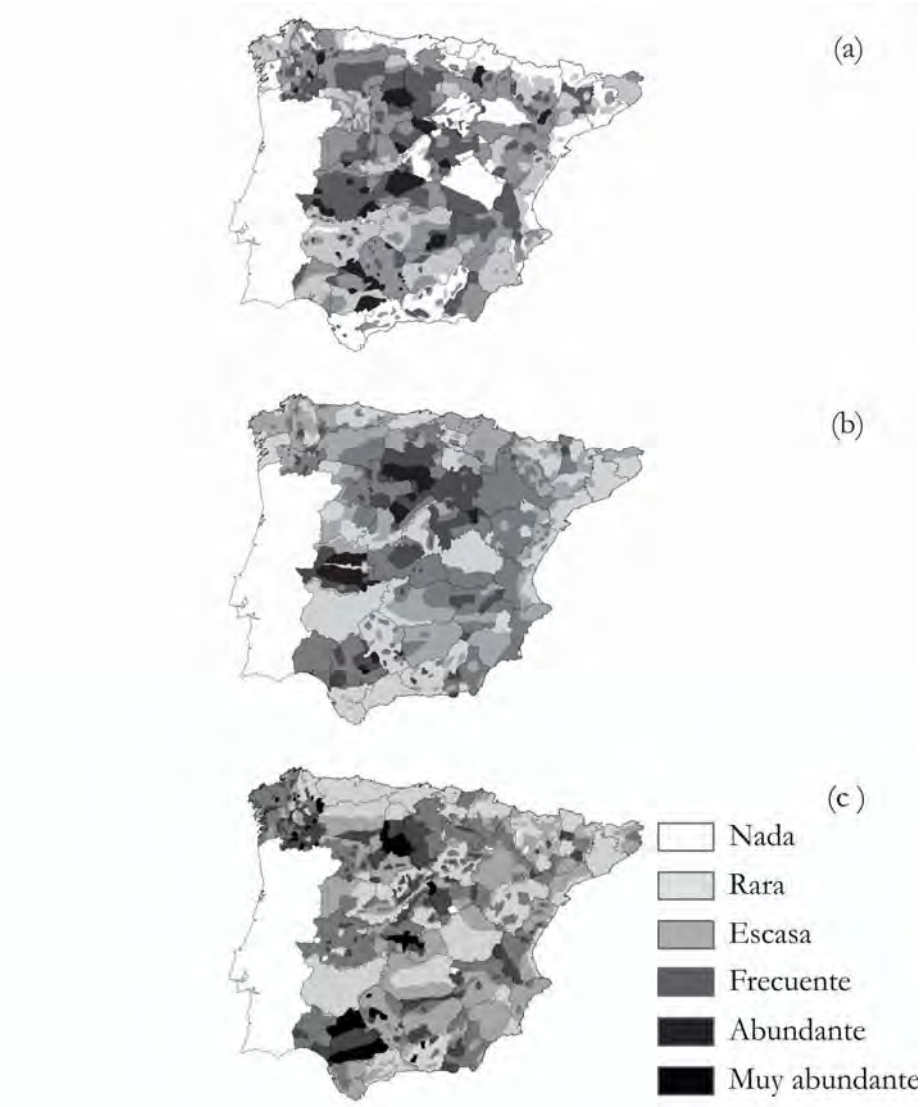 (a)
(b)
(c )
Nada
Rara
Escasa
Frecuente
Abundante
Muy abundante